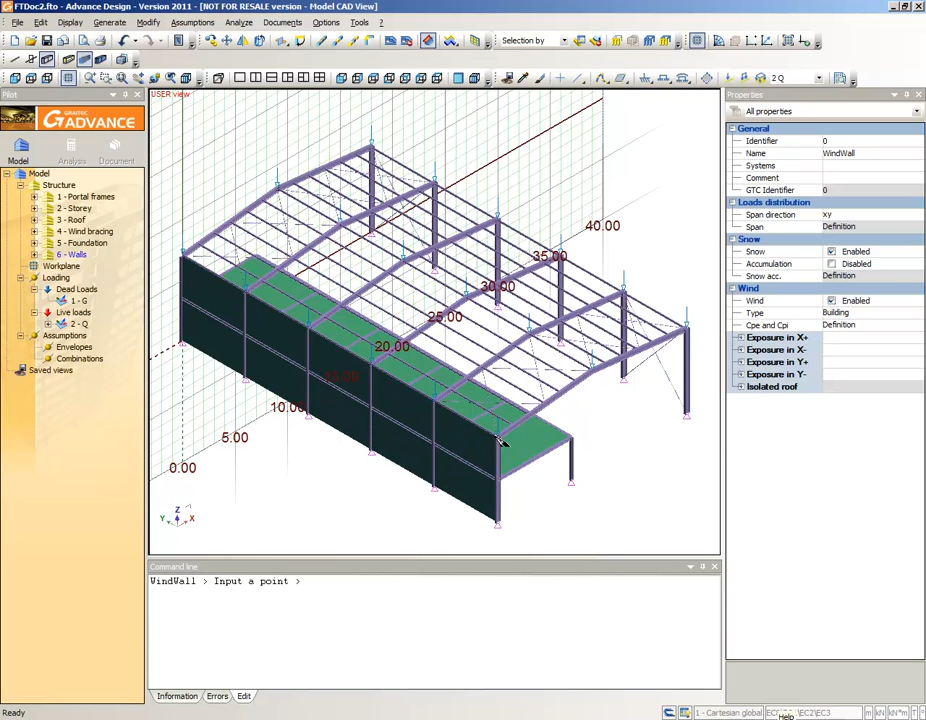 FTDoc2.fto - Advance Design - Version 2011 - [NOT FOR RESALE version - Model CAD View]
File Edit Display Generate Modify Assumptions Analyze Documents Options Tools ?
Selection by
2 Q
Pilot
GRAITEC
ADVANCE
Model Analysis Document
Model
Structure
1 - Portal frames
2 - Storey
3 - Roof
4 - Wind bracing
5 - Foundation
6 - Walls
Workplane
Loading
Dead Loads
1 - G
Live loads
2 - Q
Assumptions
Envelopes
Combinations
Saved views
USER view
40.00
35.00
30.00
25.00
20.00
10.00
5.00
0.00
Z
Y X
Command line
WindWall > Input a point >
Information Errors Edit
Properties
All properties
General
Identifier 0
Name WindWall
Systems
Comment
GTC Identifier 0
Loads distribution
Span direction xy
Span Definition
Snow
Snow Enabled
Accumulation Disabled
Snow acc. Definition
Wind
Wind Enabled
Type Building
Cpe and Cpi Definition
Exposure in X+
Exposure in X-
Exposure in Y+
Exposure in Y-
Isolated roof
Ready
1 - Cartesian global
Help